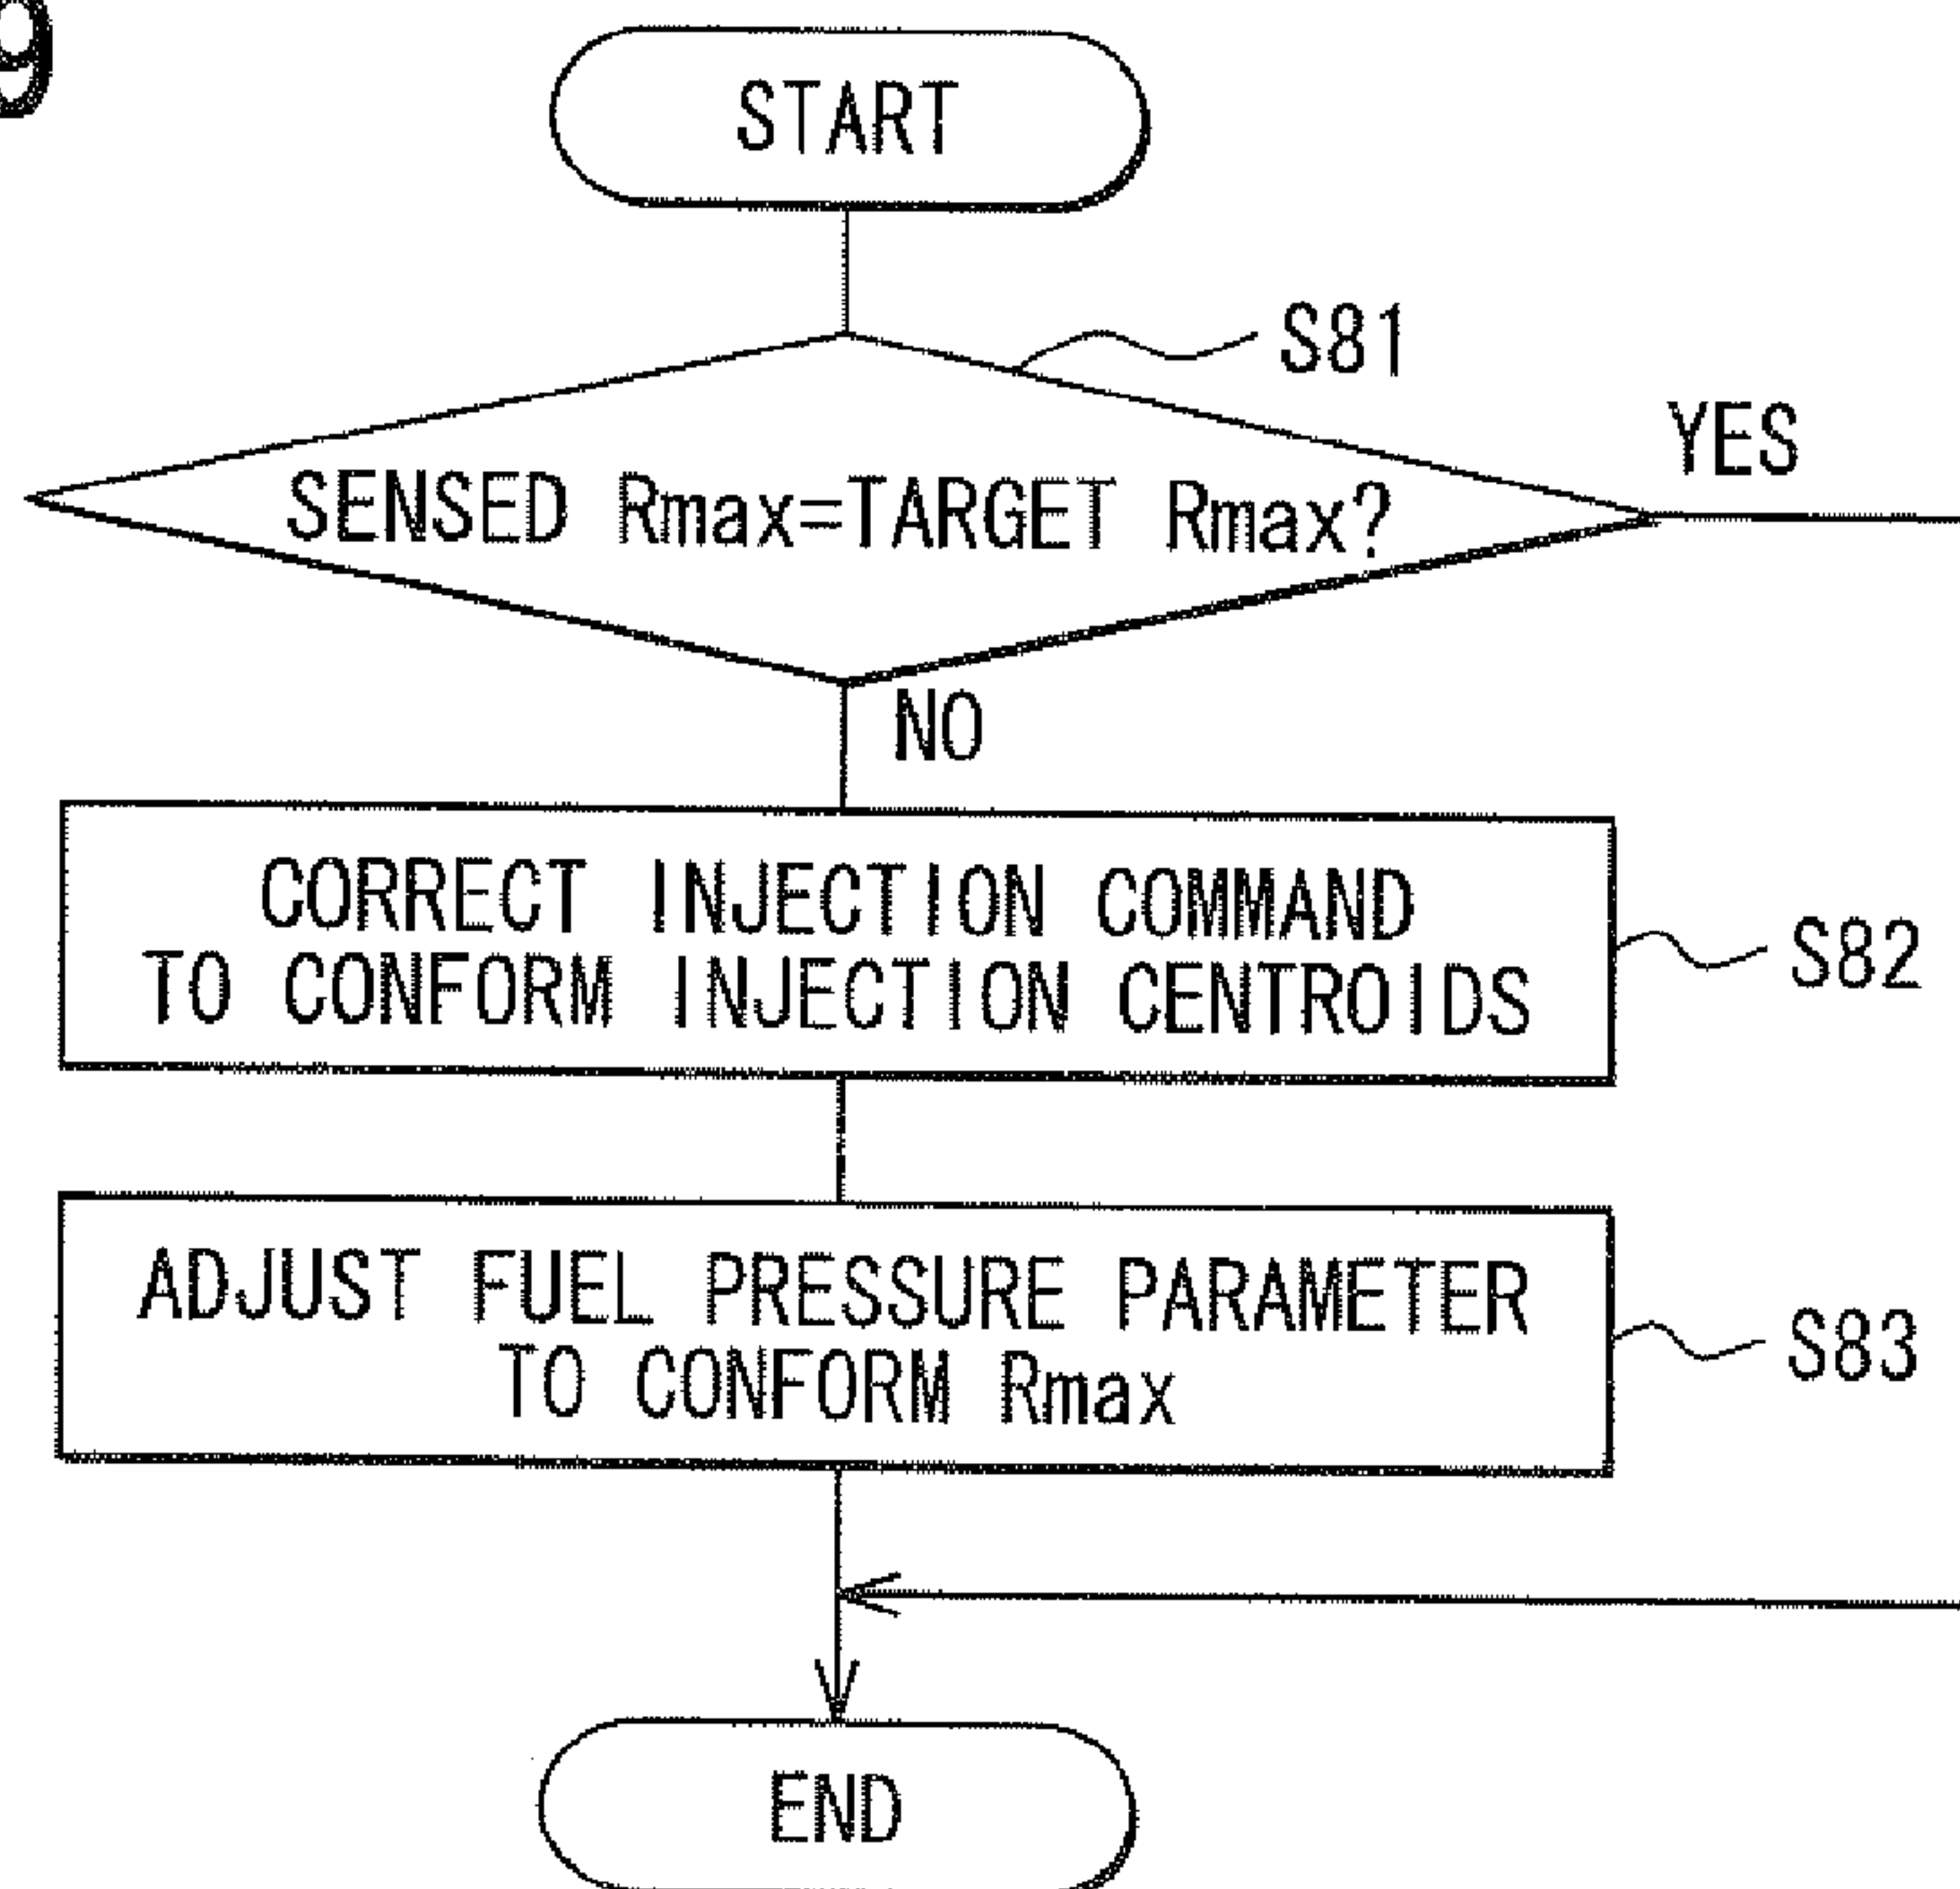 9
START
S81
YES
SENSED Rmax=TARGET Rmax?
NO
CORRECT INJECTION COMMAND
TO CONFORM INJECTION CENTROIDS
S82
ADJUST FUEL PRESSURE PARAMETER
TO CONFORM Rmax
S83
END